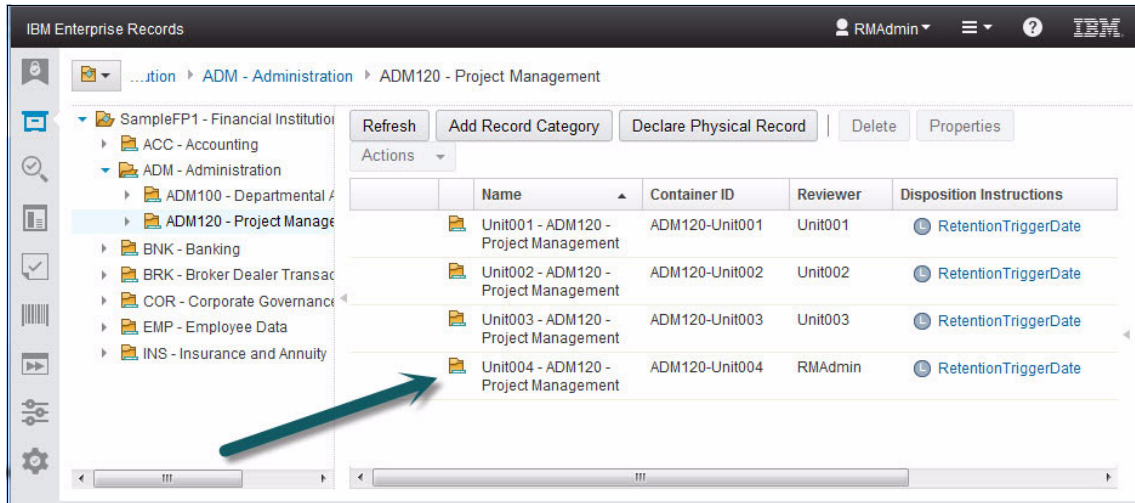 IBM Enterprise Records
RMAdmin
?
IBM
....ution ADM - Administration ADM120 - Project Management
SampleFP1 - Financial Institution
ACC - Accounting
ADM - Administration
ADM100 - Departmental A
ADM120 - Project Manage
BNK - Banking
BRK - Broker Dealer Transac
COR - Corporate Governance
EMP - Employee Data
INS - Insurance and Annuity
Refresh Add Record Category Declare Physical Record Delete Properties
Actions
Name Container ID Reviewer Disposition Instructions
Unit001 - ADM120 - ADM120-Unit001 Unit001 RetentionTriggerDate
Project Management
Unit002 - ADM120 - ADM120-Unit002 Unit002 RetentionTriggerDate
Project Management
Unit003 - ADM120 - ADM120-Unit003 Unit003 RetentionTriggerDate
Project Management
Unit004 - ADM120 - ADM120-Unit004 RMAdmin RetentionTriggerDate
Project Management